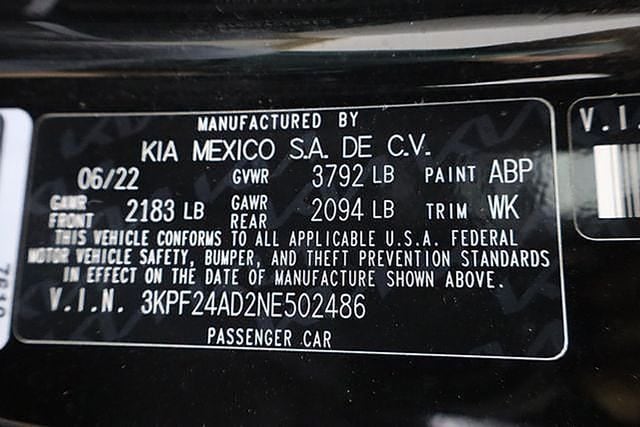 MANUFACTURED BY
KIA MEXICO S.A. DE C.V.
06/22 GVWR 3792 LB PAINT ABP
GAWR FRONT 2183 LB GAWR REAR 2094 LB TRIM WK
THIS VEHICLE CONFORMS TO ALL APPLICABLE U.S.A. FEDERAL
MOTOR VEHICLE SAFETY, BUMPER, AND THEFT PREVENTION STANDARDS
IN EFFECT ON THE DATE OF MANUFACTURE SHOWN ABOVE.
V.I.N. 3KPF24AD2NE502486
PASSENGER CAR
V.I.